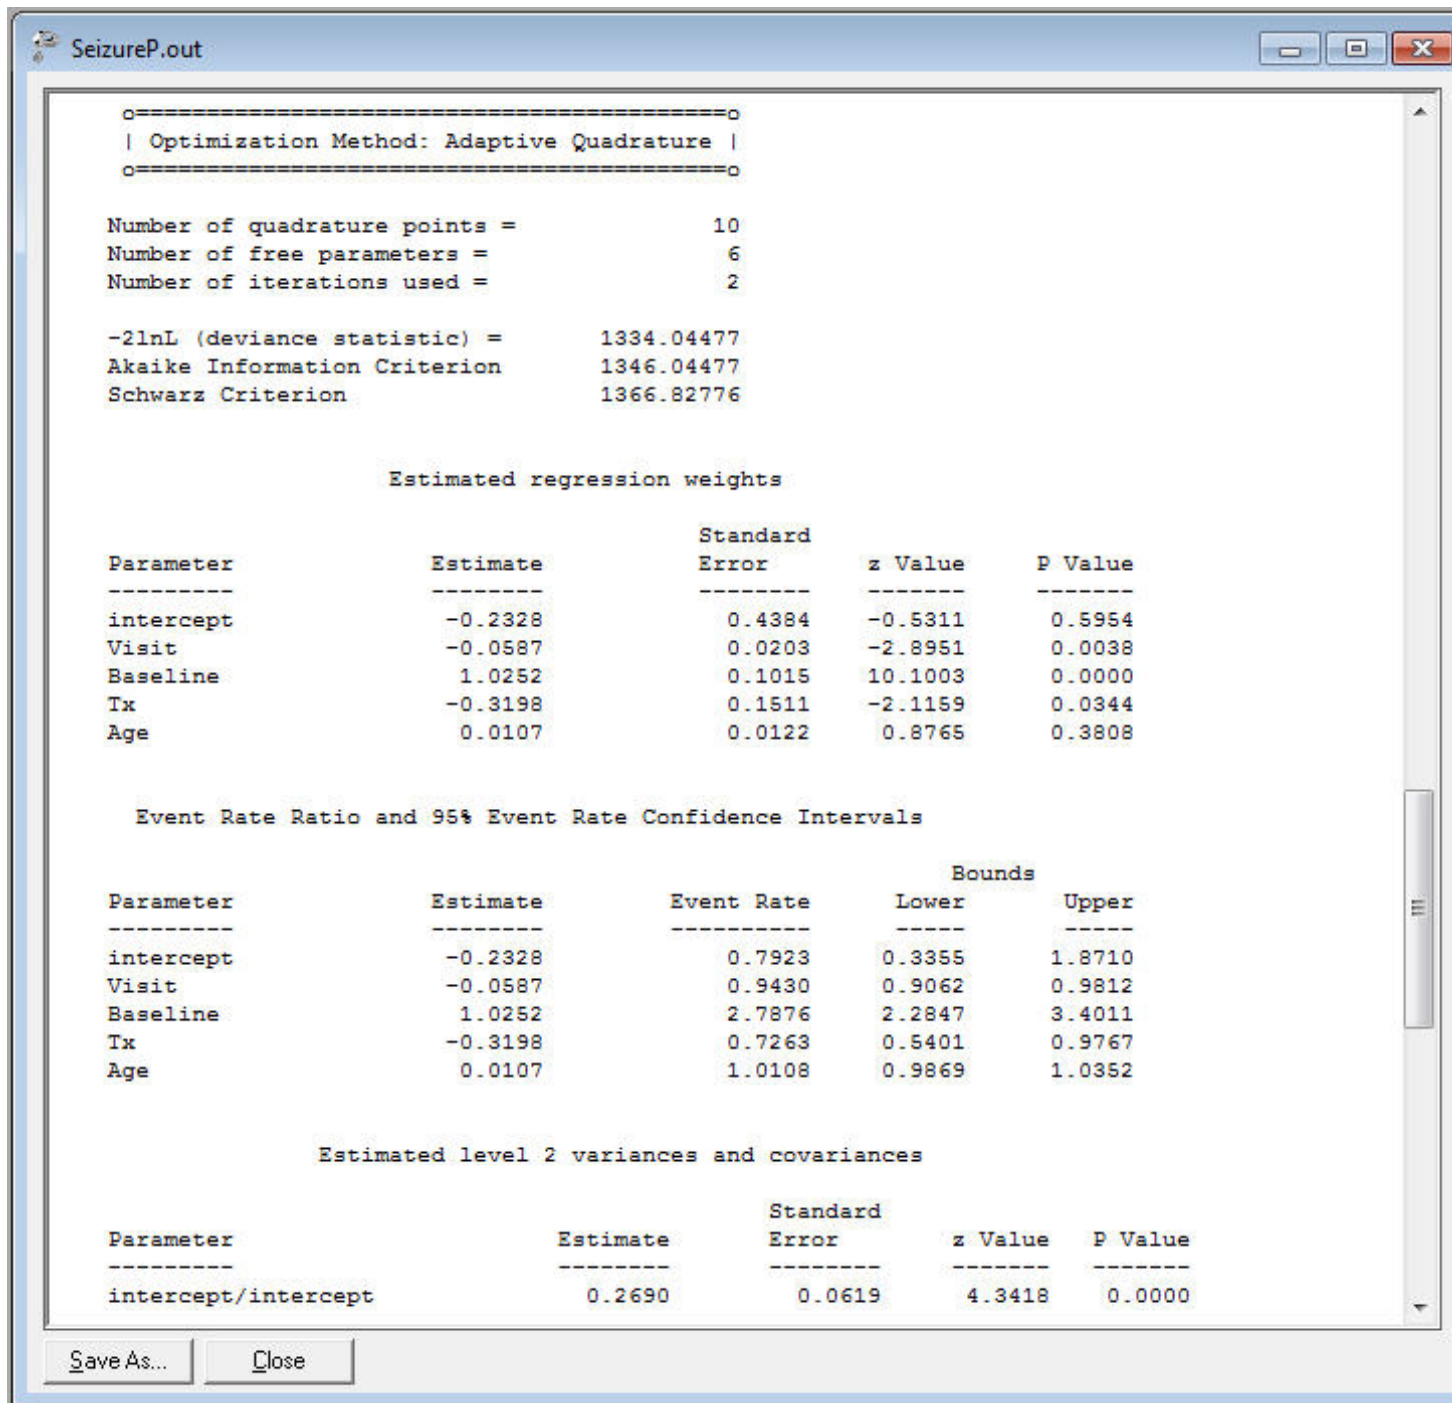 SeizureP.out
o==========================================o
| Optimization Method: Adaptive Quadrature |
o==========================================o
Number of quadrature points = 10
Number of free parameters = 6
Number of iterations used = 2
-2lnL (deviance statistic) = 1334.04477
Akaike Information Criterion 1346.04477
Schwarz Criterion 1366.82776
Estimated regression weights
Standard
Parameter Estimate Error z Value P Value
--------- -------- -------- ------- -------
intercept -0.2328 0.4384 -0.5311 0.5954
Visit -0.0587 0.0203 -2.8951 0.0038
Baseline 1.0252 0.1015 10.1003 0.0000
Tx -0.3198 0.1511 -2.1159 0.0344
Age 0.0107 0.0122 0.8765 0.3808
Event Rate Ratio and 95% Event Rate Confidence Intervals
Bounds
Parameter Estimate Event Rate Lower Upper
--------- -------- ---------- ----- -----
intercept -0.2328 0.7923 0.3355 1.8710
Visit -0.0587 0.9430 0.9062 0.9812
Baseline 1.0252 2.7876 2.2847 3.4011
Tx -0.3198 0.7263 0.5401 0.9767
Age 0.0107 1.0108 0.9869 1.0352
Estimated level 2 variances and covariances
Standard
Parameter Estimate Error z Value P Value
--------- -------- -------- ------- -------
intercept/intercept 0.2690 0.0619 4.3418 0.0000
Save As... Close